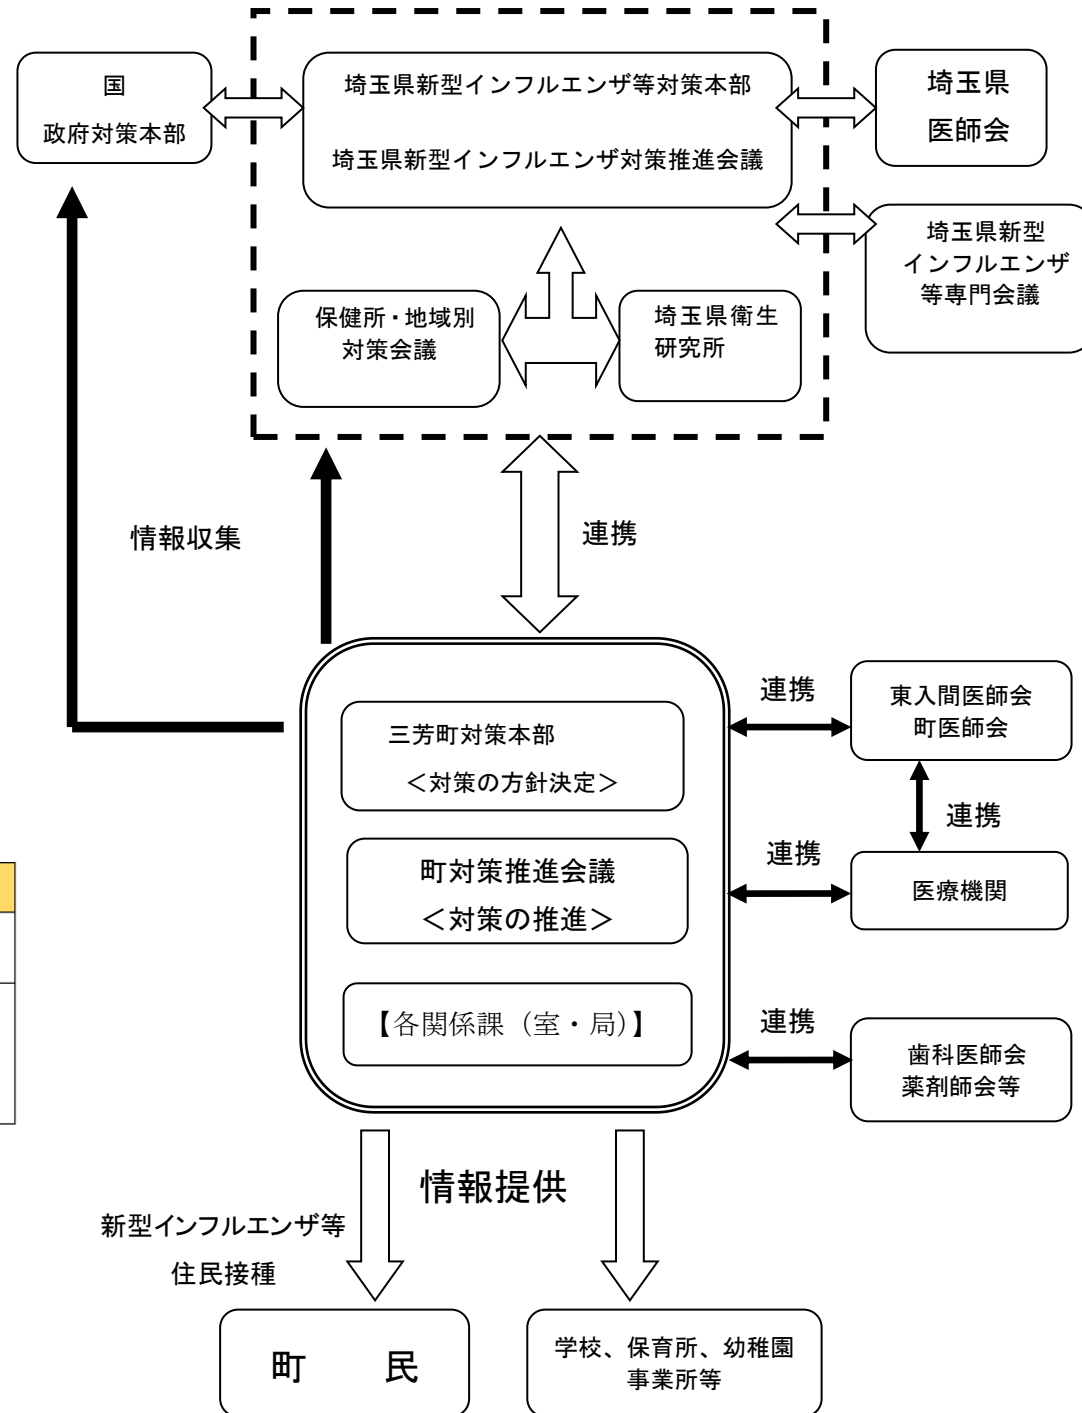 国
政府対策本部
埼玉県新型インフルエンザ等対策本部
埼玉県新型インフルエンザ対策推進会議
埼玉県
医師会
埼玉県新型
インフルエンザ
等専門会議
保健所・地域別
対策会議
埼玉県衛生
研究所
情報収集
連携
三芳町対策本部
＜対策の方針決定＞
町対策推進会議
＜対策の推進＞
【各関係課（室・局）】
連携
東入間医師会
町医師会
連携
連携
医療機関
連携
歯科医師会
薬剤師会等
情報提供
新型インフルエンザ等
住民接種
町　　民
学校、保育所、幼稚園
事業所等